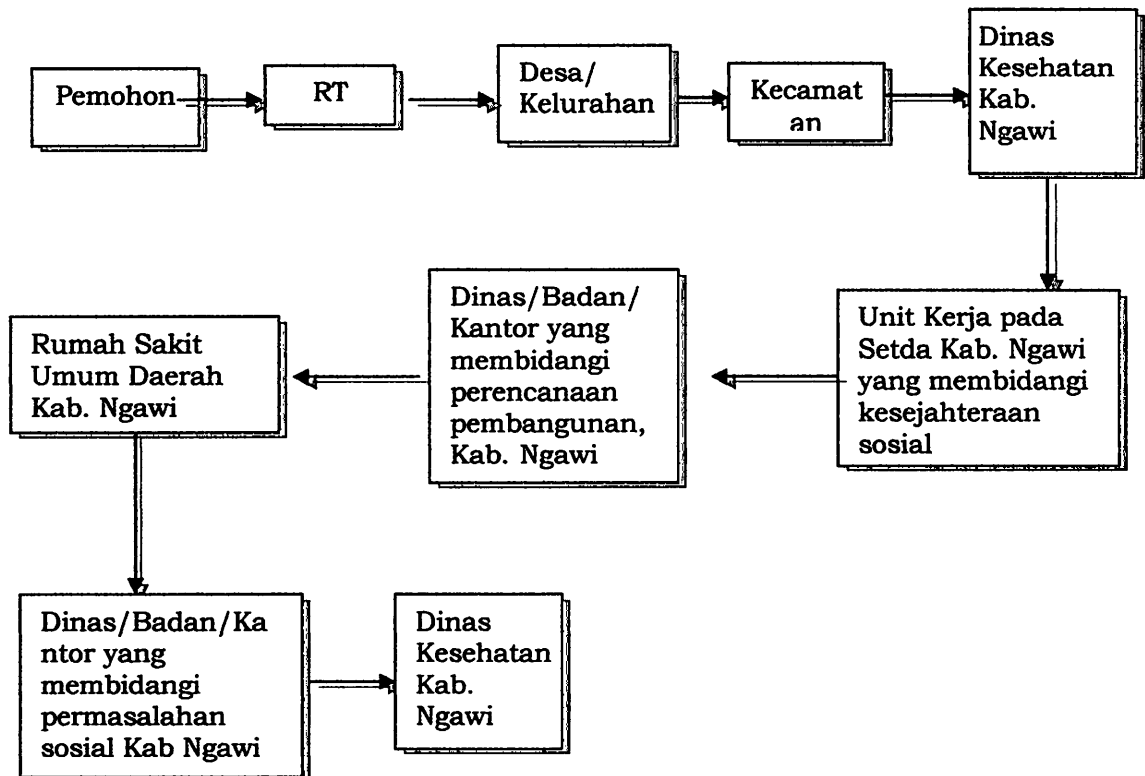 Pemohon
RT
Desa/
Kelurahan
Kecamat
an
Dinas
Kesehatan
Kab.
Ngawi
Unit Kerja pada
Setda Kab. Ngawi
yang membidangi
kesejahteraan
sosial
Dinas/Badan/
Kantor yang
membidangi
perencanaan
pembangunan,
Kab. Ngawi
Rumah Sakit
Umum Daerah
Kab. Ngawi
Dinas/Badan/Ka
ntor yang
membidangi
permasalahan
sosial Kab Ngawi
Dinas
Kesehatan
Kab.
Ngawi